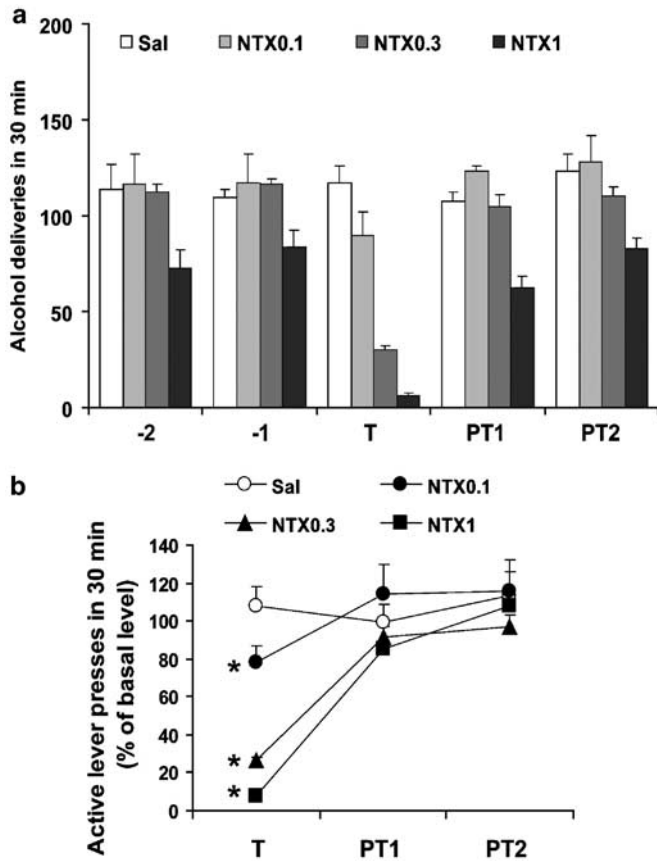 a
200
Sal NTX0.1 NTX0.3 NTX1
150
100
50
0
Alcohol deliveries in 30 min
-2 -1 T PT1 PT2
b
Sal NTX0.1
NTX0.3 NTX1
140
120
100
80
60
40
20
0
Active lever presses in 30 min
(% of basal level)
*
*
*
T PT1 PT2